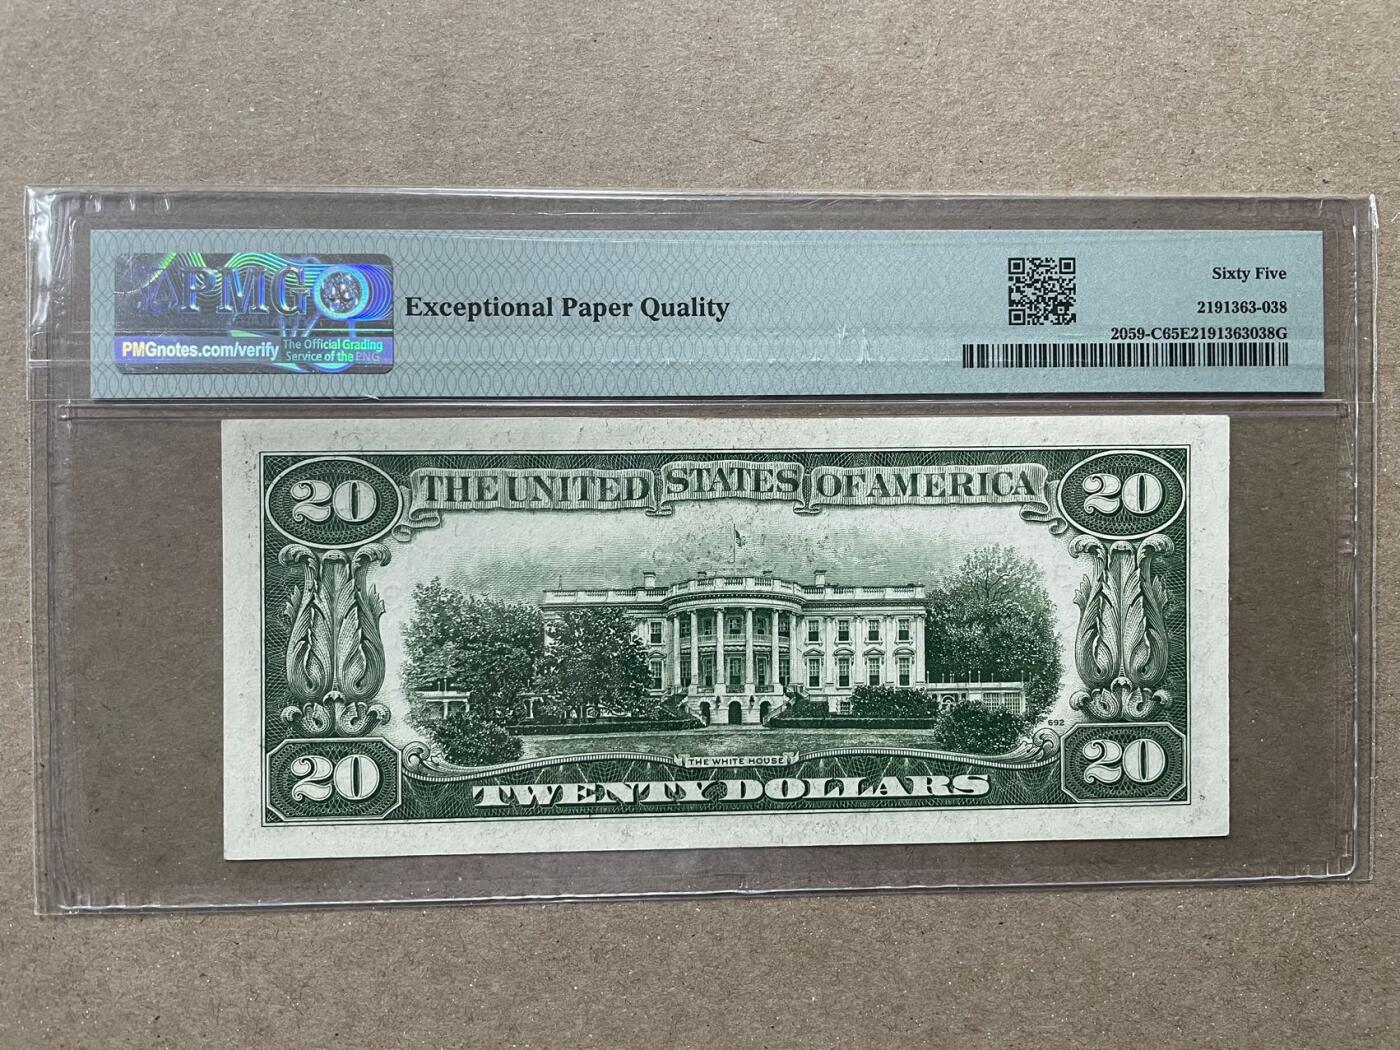 PMG
PMGnotes.com/verify
The Official Grading
Service of the PNG
Exceptional Paper Quality
Sixty Five
2191363-038
2059-C65E2191363038G
20
THE UNITED STATES OF AMERICA
20
692
20
THE WHITE HOUSE
TWENTY DOLLARS
20